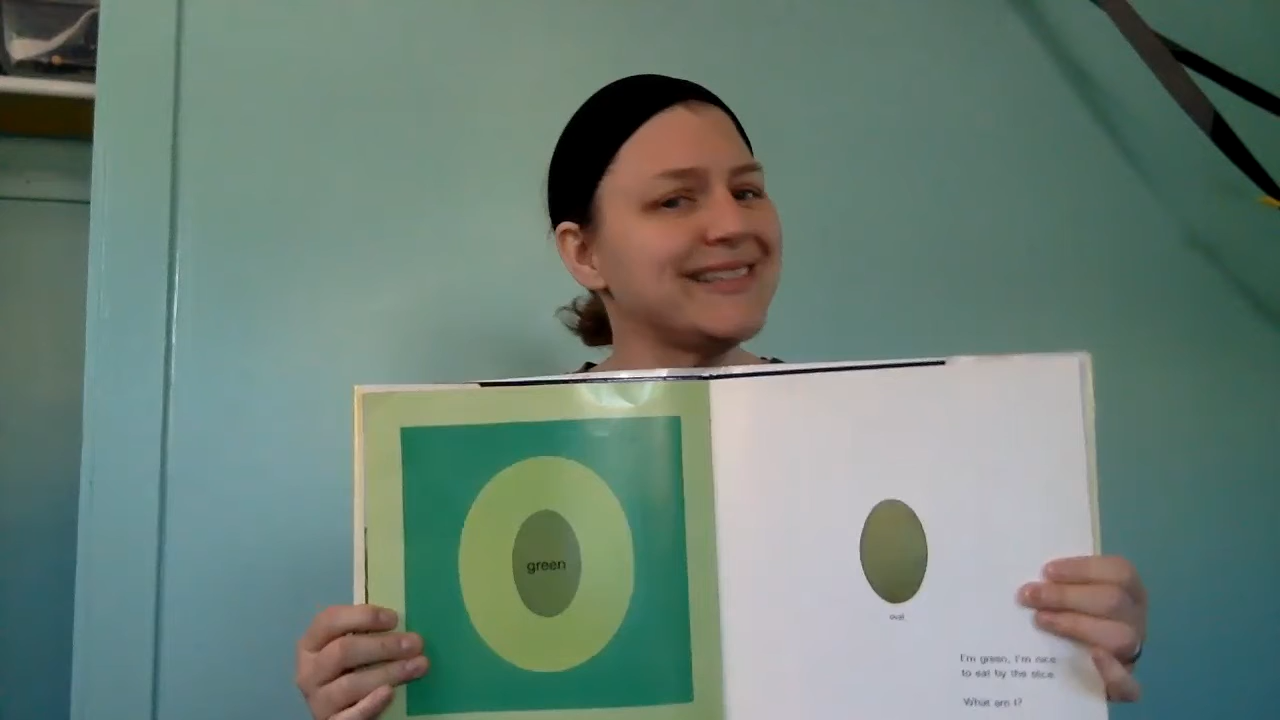 green
oval
I'm green, I'm nice
to eat by the slice.
What am I?